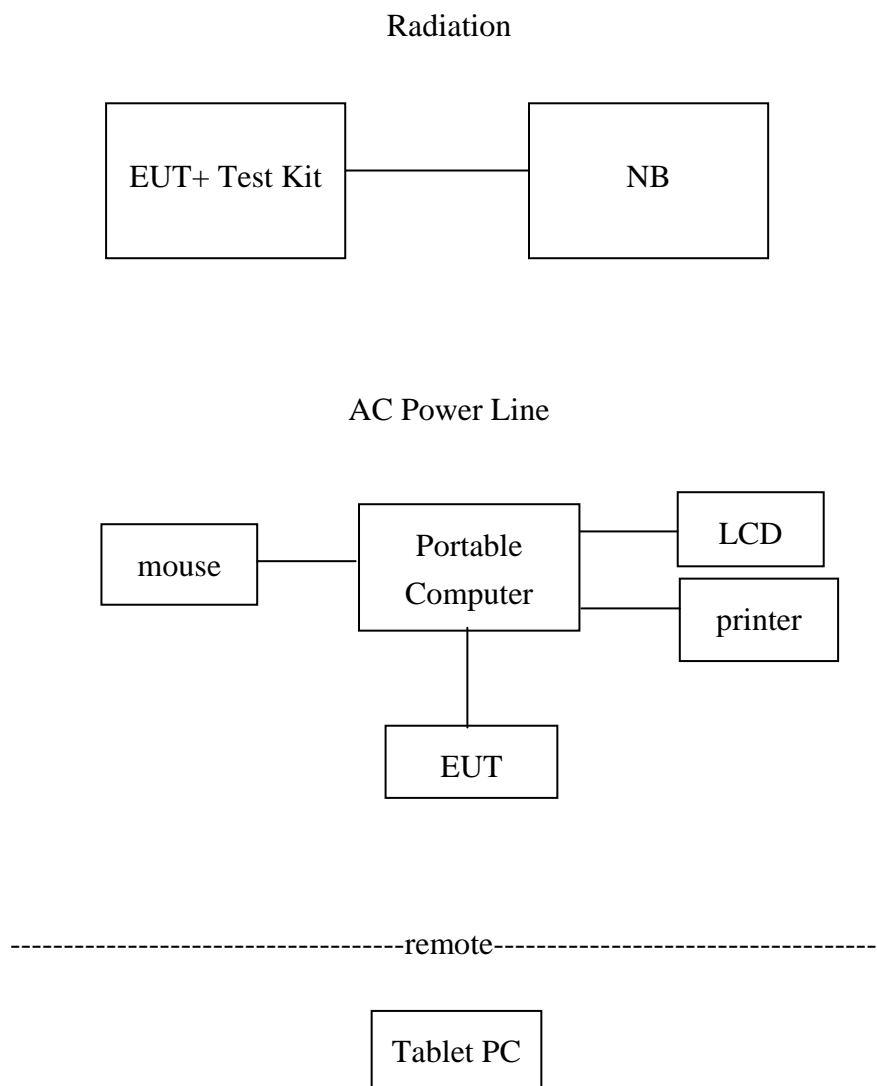 Radiation
EUT+ Test Kit
NB
AC Power Line
mouse
Portable
Computer
LCD
printer
EUT
-------------------------------------remote------------------------------------
Tablet PC